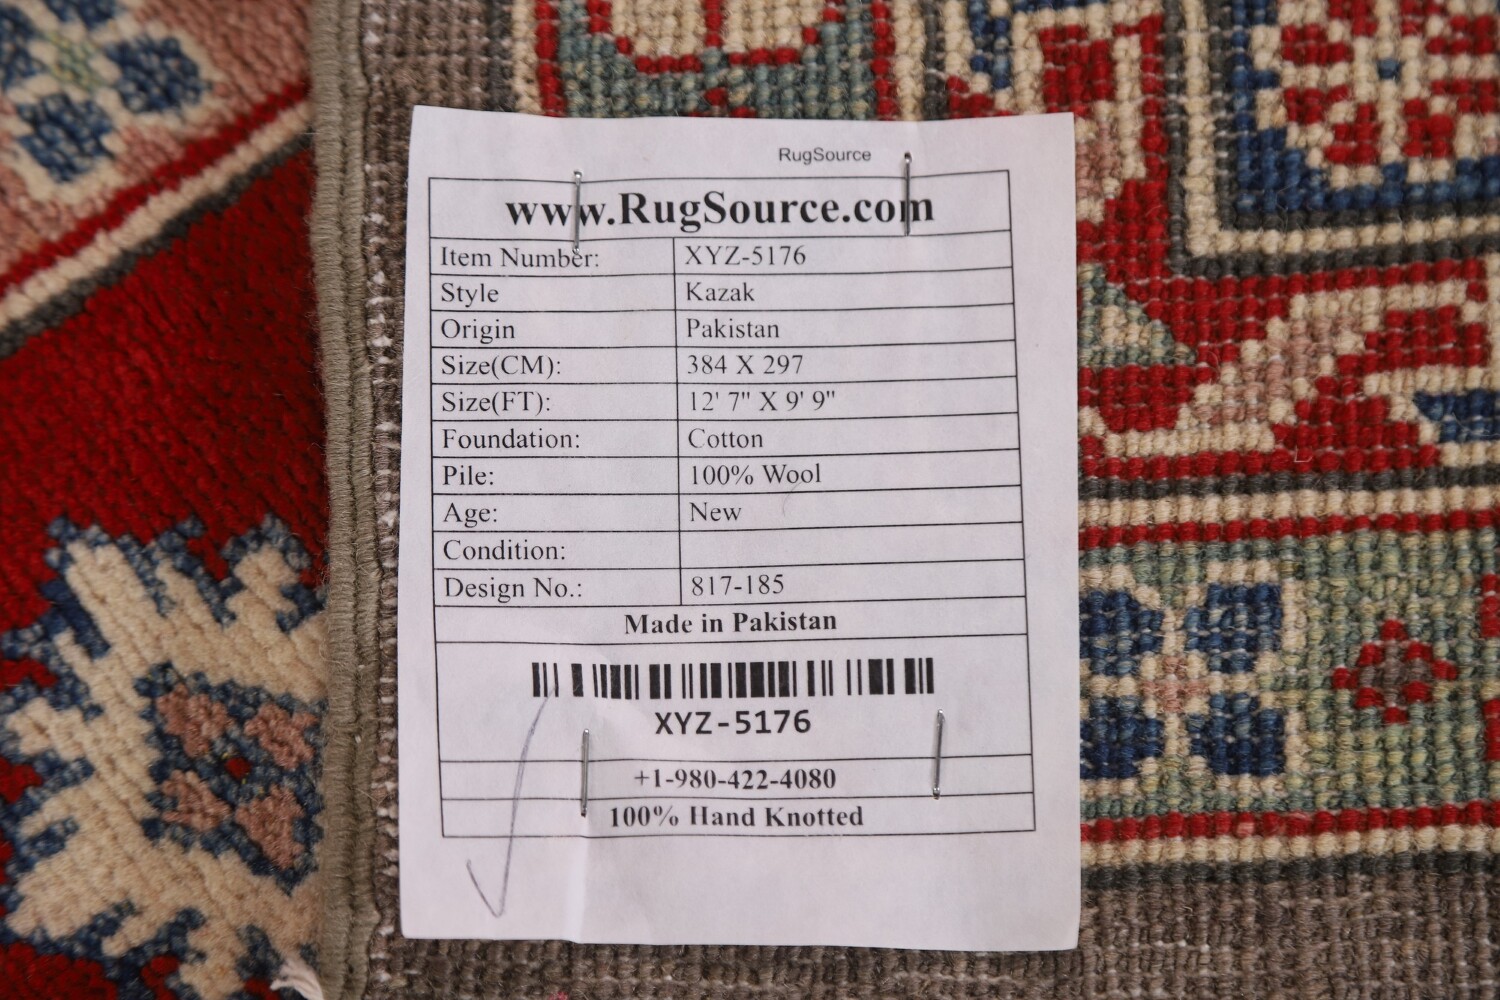 RugSource
www.RugSource.com
Item Number: XYZ-5176
Style Kazak
Origin Pakistan
Size(CM): 384 X 297
Size(FT): 12' 7" X 9' 9"
Foundation: Cotton
Pile: 100% Wool
Age: New
Condition:
Design No.: 817-185
Made in Pakistan
XYZ-5176
+1-980-422-4080
100% Hand Knotted